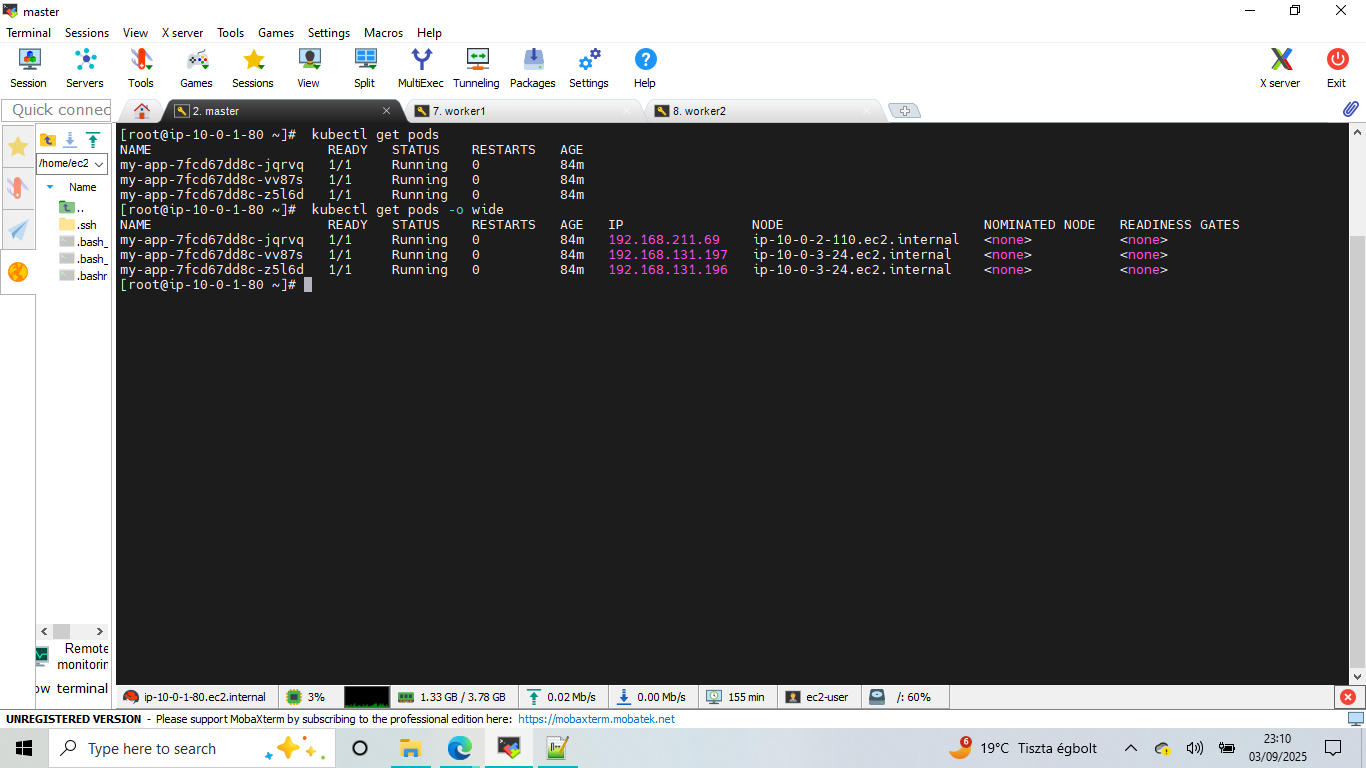 master
Terminal Sessions View X server Tools Games Settings Macros Help
Session Servers Tools Games Sessions View Split MultiExec Tunneling Packages Settings Help X server Exit
Quick connec
2. master 7. worker1 8. worker2
/home/ec2
Name
..
.ssh
.bash_
.bash_
.bashr
[root@ip-10-0-1-80 ~]#  kubectl get pods
NAME                      READY   STATUS    RESTARTS   AGE
my-app-7fcd67dd8c-jqrvq   1/1     Running   0          84m
my-app-7fcd67dd8c-vv87s   1/1     Running   0          84m
my-app-7fcd67dd8c-z5l6d   1/1     Running   0          84m
[root@ip-10-0-1-80 ~]#  kubectl get pods -o wide
NAME                      READY   STATUS    RESTARTS   AGE   IP                NODE                        NOMINATED NODE   READINESS GATES
my-app-7fcd67dd8c-jqrvq   1/1     Running   0          84m   192.168.211.69    ip-10-0-2-110.ec2.internal   <none>           <none>
my-app-7fcd67dd8c-vv87s   1/1     Running   0          84m   192.168.131.197   ip-10-0-3-24.ec2.internal    <none>           <none>
my-app-7fcd67dd8c-z5l6d   1/1     Running   0          84m   192.168.131.196   ip-10-0-3-24.ec2.internal    <none>           <none>
[root@ip-10-0-1-80 ~]#
Remote
monitorin
ow terminal
ip-10-0-1-80.ec2.internal 3% 1.33 GB / 3.78 GB 0.02 Mb/s 0.00 Mb/s 155 min ec2-user /: 60%
UNREGISTERED VERSION - Please support MobaXterm by subscribing to the professional edition here: https://mobaxterm.mobatek.net
Type here to search
6 19°C Tiszta égbolt
23:10
03/09/2025